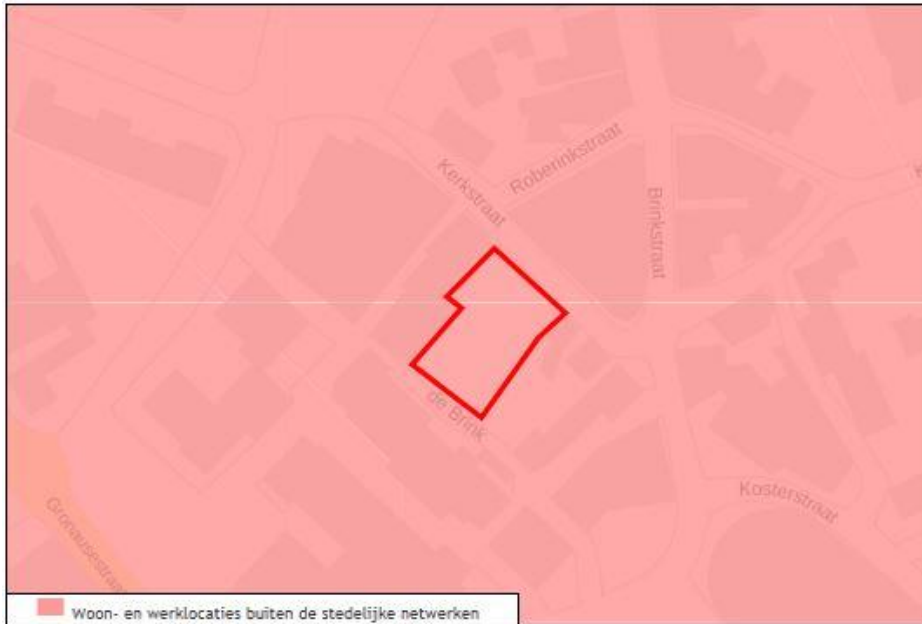 Kerkstraat
Roberinkstraat
Brinkstraat
de Brink
Kosterstraat
Gronausestraat
Woon- en werklocaties buiten de stedelijke netwerken